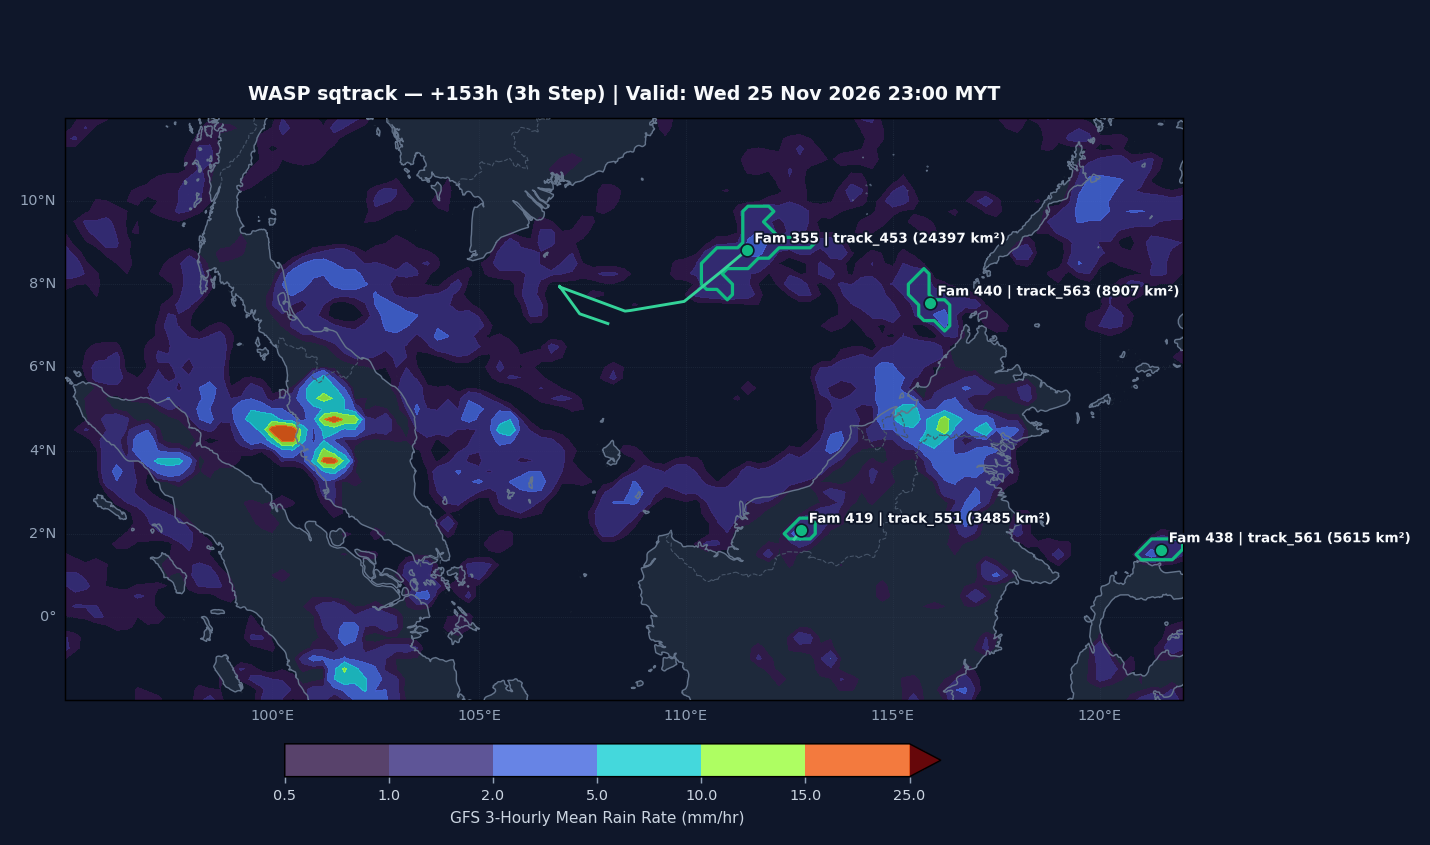 WASP sqtrack — +153h (3h Step) | Valid: Wed 25 Nov 2026 23:00 MYT
10°N
8°N
6°N
4°N
2°N
0°
Fam 355 | track_453 (24397 km²)
Fam 440 | track_563 (8907 km²)
Fam 419 | track_551 (3485 km²)
Fam 438 | track_561 (5615 km²)
100°E 105°E 110°E 115°E 120°E
0.5 1.0 2.0 5.0 10.0 15.0 25.0
GFS 3-Hourly Mean Rain Rate (mm/hr)